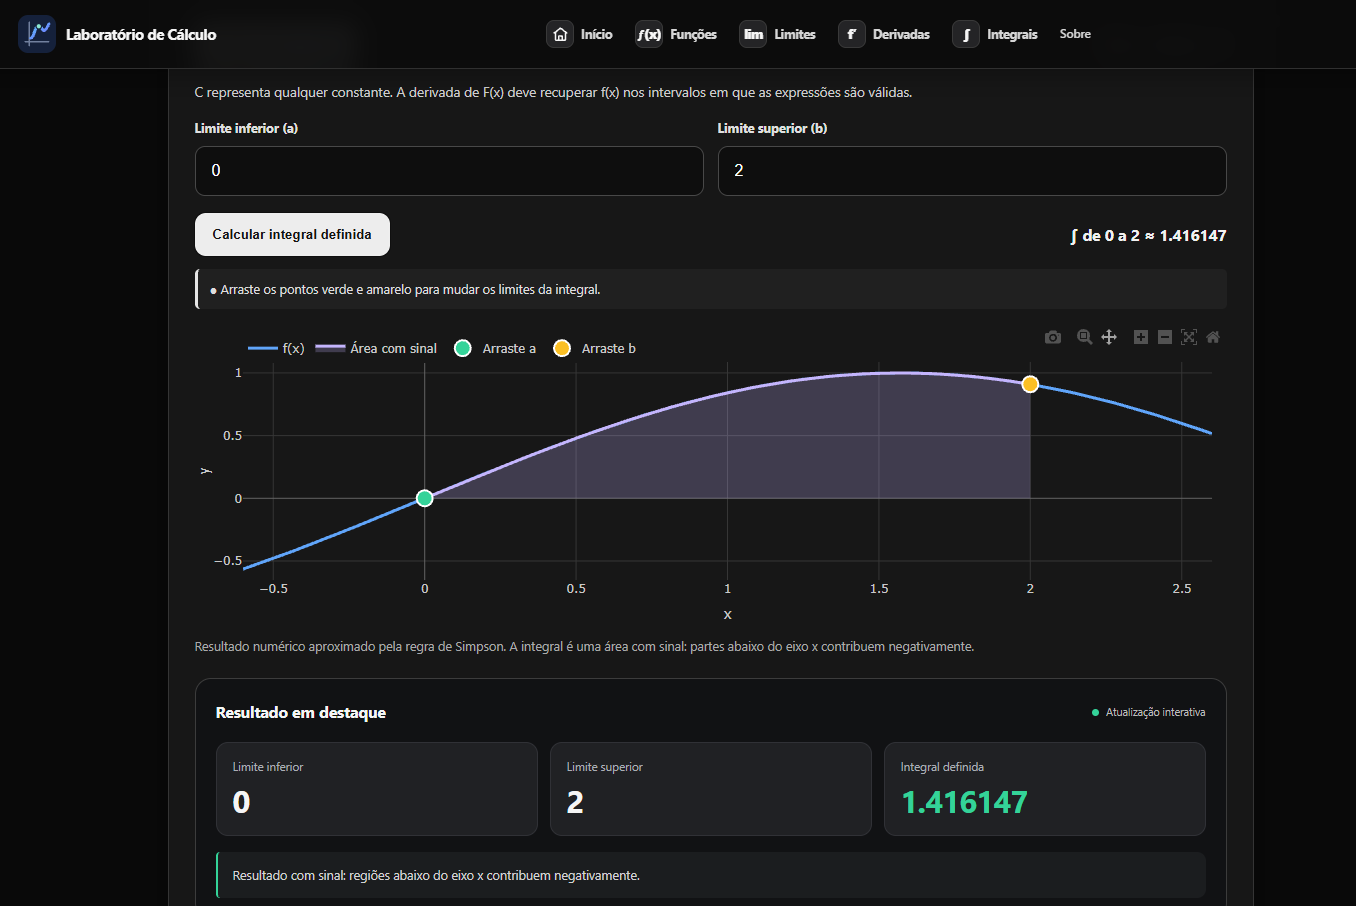 Laboratório de Cálculo
Início
f(x) Funções
lim Limites
f′ Derivadas
∫ Integrais
Sobre
C representa qualquer constante. A derivada de F(x) deve recuperar f(x) nos intervalos em que as expressões são válidas.
Limite inferior (a)
Limite superior (b)
0
2
Calcular integral definida
∫ de 0 a 2 ≈ 1.416147
● Arraste os pontos verde e amarelo para mudar os limites da integral.
f(x)
Área com sinal
Arraste a
Arraste b
1
0.5
0
−0.5
y
−0.5
0
0.5
1
1.5
2
2.5
x
Resultado numérico aproximado pela regra de Simpson. A integral é uma área com sinal: partes abaixo do eixo x contribuem negativamente.
Resultado em destaque
Atualização interativa
Limite inferior
0
Limite superior
2
Integral definida
1.416147
Resultado com sinal: regiões abaixo do eixo x contribuem negativamente.